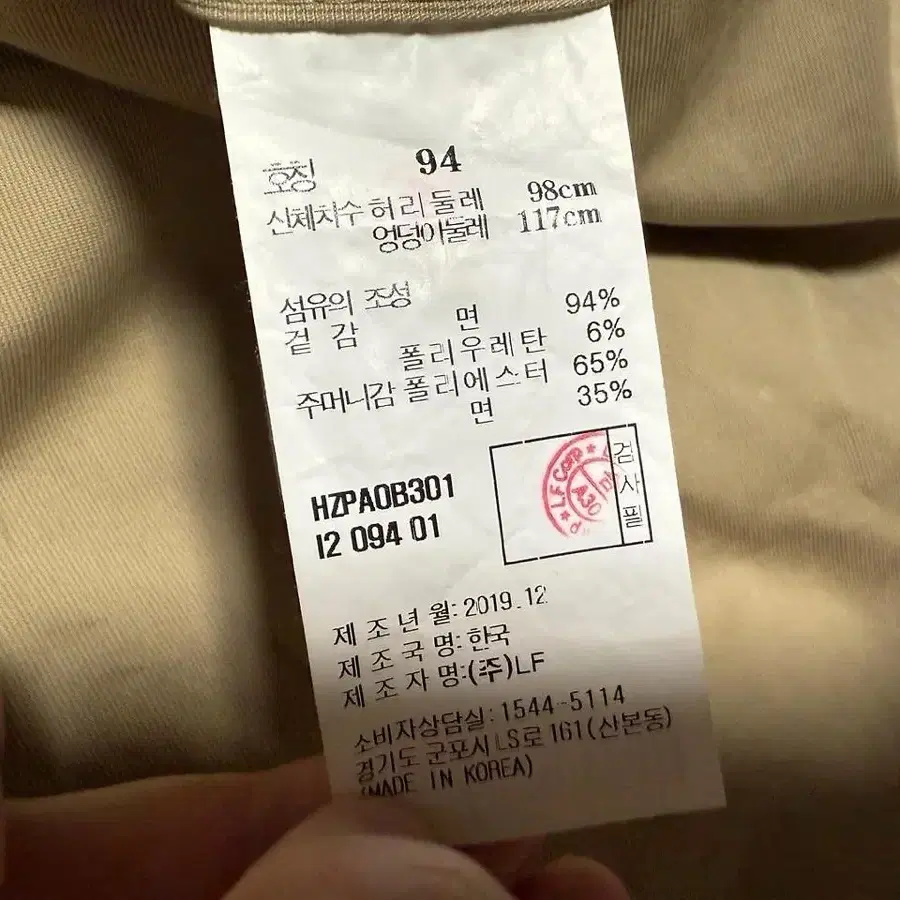 호칭 94
신체치수 허리둘레 98cm
엉덩이둘레 117cm
섬유의 조성
겉감 면 94%
폴리우레탄 6%
주머니감 폴리에스터 65%
면 35%
HZPA0B301
I2 094 01
LF Corp
A30
검사필
제조년월: 2019.12
제조국명: 한국
제조자명:(주)LF
소비자상담실: 1544-5114
경기도 군포시 LS로 161(산본동)
(MADE IN KOREA)